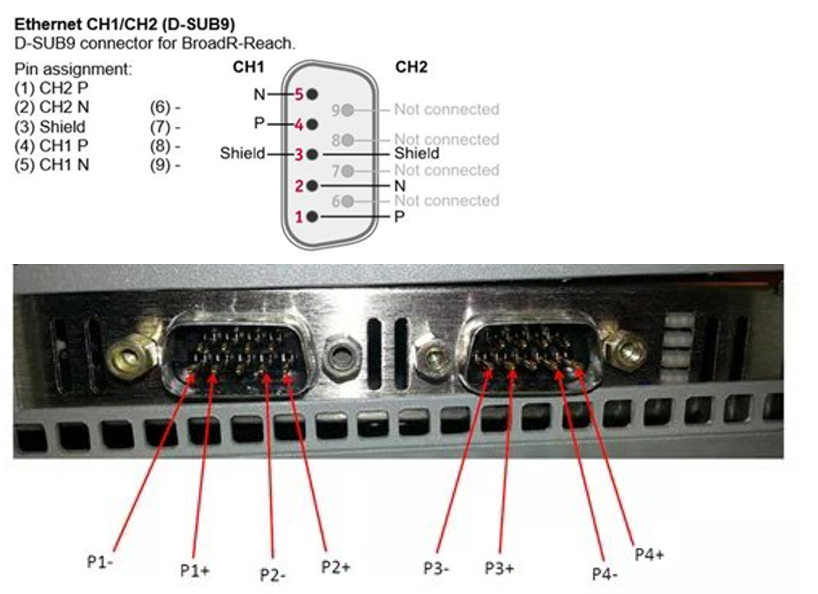 Ethernet CH1/CH2 (D-SUB9)
D-SUB9 connector for BroadR-Reach.
Pin assignment:
(1) CH2 P
(2) CH2 N (6) -
(3) Shield (7) -
(4) CH1 P (8) -
(5) CH1 N (9) -
CH1 CH2
N 5
9 Not connected
P 4
8 Not connected
Shield 3 Shield
7 Not connected
2 N
6 Not connected
1 P
P1- P1+ P2- P2+ P3- P3+ P4- P4+